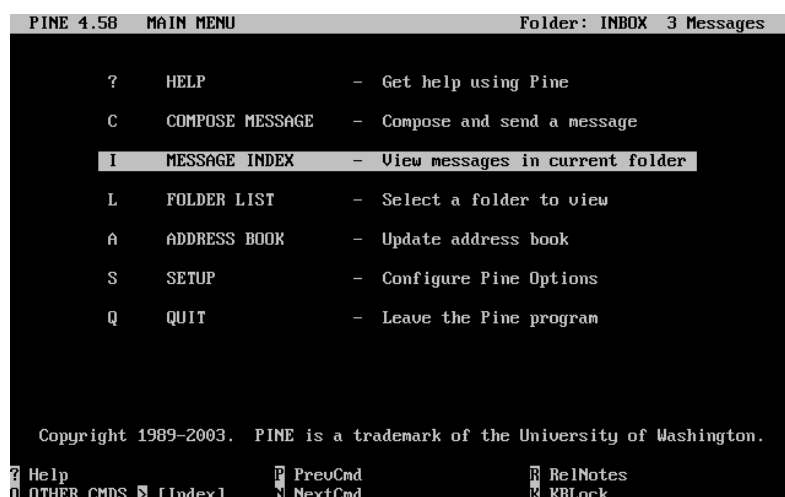 PINE 4.58 MAIN MENU Folder: INBOX 3 Messages
? HELP - Get help using Pine
C COMPOSE MESSAGE - Compose and send a message
I MESSAGE INDEX - View messages in current folder
L FOLDER LIST - Select a folder to view
A ADDRESS BOOK - Update address book
S SETUP - Configure Pine Options
Q QUIT - Leave the Pine program
Copyright 1989-2003. PINE is a trademark of the University of Washington.
? Help P PrevCmd R RelNotes
O OTHER CMDS > [Index] N NextCmd K KBLock